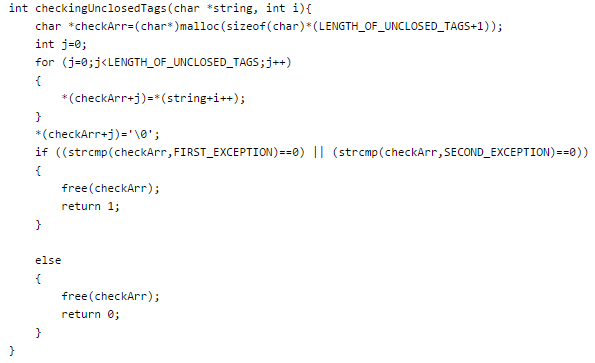 int checkingUnclosedTags(char *string, int i){
    char *checkArr=(char*)malloc(sizeof(char)*(LENGTH_OF_UNCLOSED_TAGS+1));
    int j=0;
    for (j=0;j<LENGTH_OF_UNCLOSED_TAGS;j++)
    {
        *(checkArr+j)=*(string+i++);
    }
    *(checkArr+j)='\0';
    if ((strcmp(checkArr,FIRST_EXCEPTION)==0) || (strcmp(checkArr,SECOND_EXCEPTION)==0))
    {
        free(checkArr);
        return 1;
    }

    else
    {
        free(checkArr);
        return 0;
    }
}